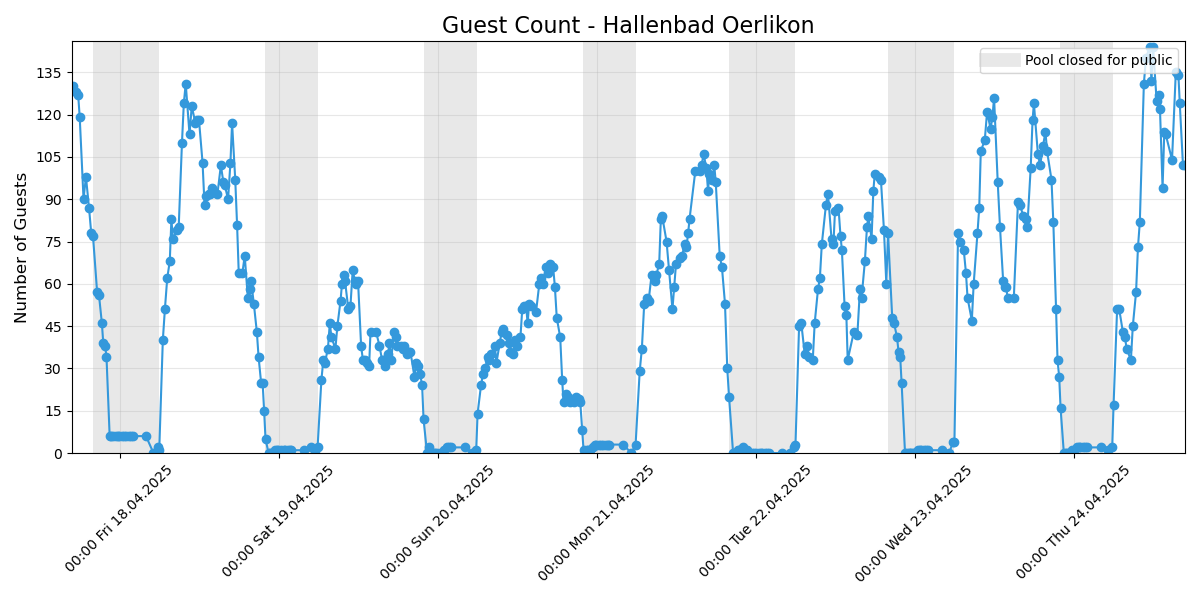 Guest Count - Hallenbad Oerlikon
Pool closed for public
Number of Guests
135
120
105
90
75
60
45
30
15
0
00:00 Fri 18.04.2025
00:00 Sat 19.04.2025
00:00 Sun 20.04.2025
00:00 Mon 21.04.2025
00:00 Tue 22.04.2025
00:00 Wed 23.04.2025
00:00 Thu 24.04.2025